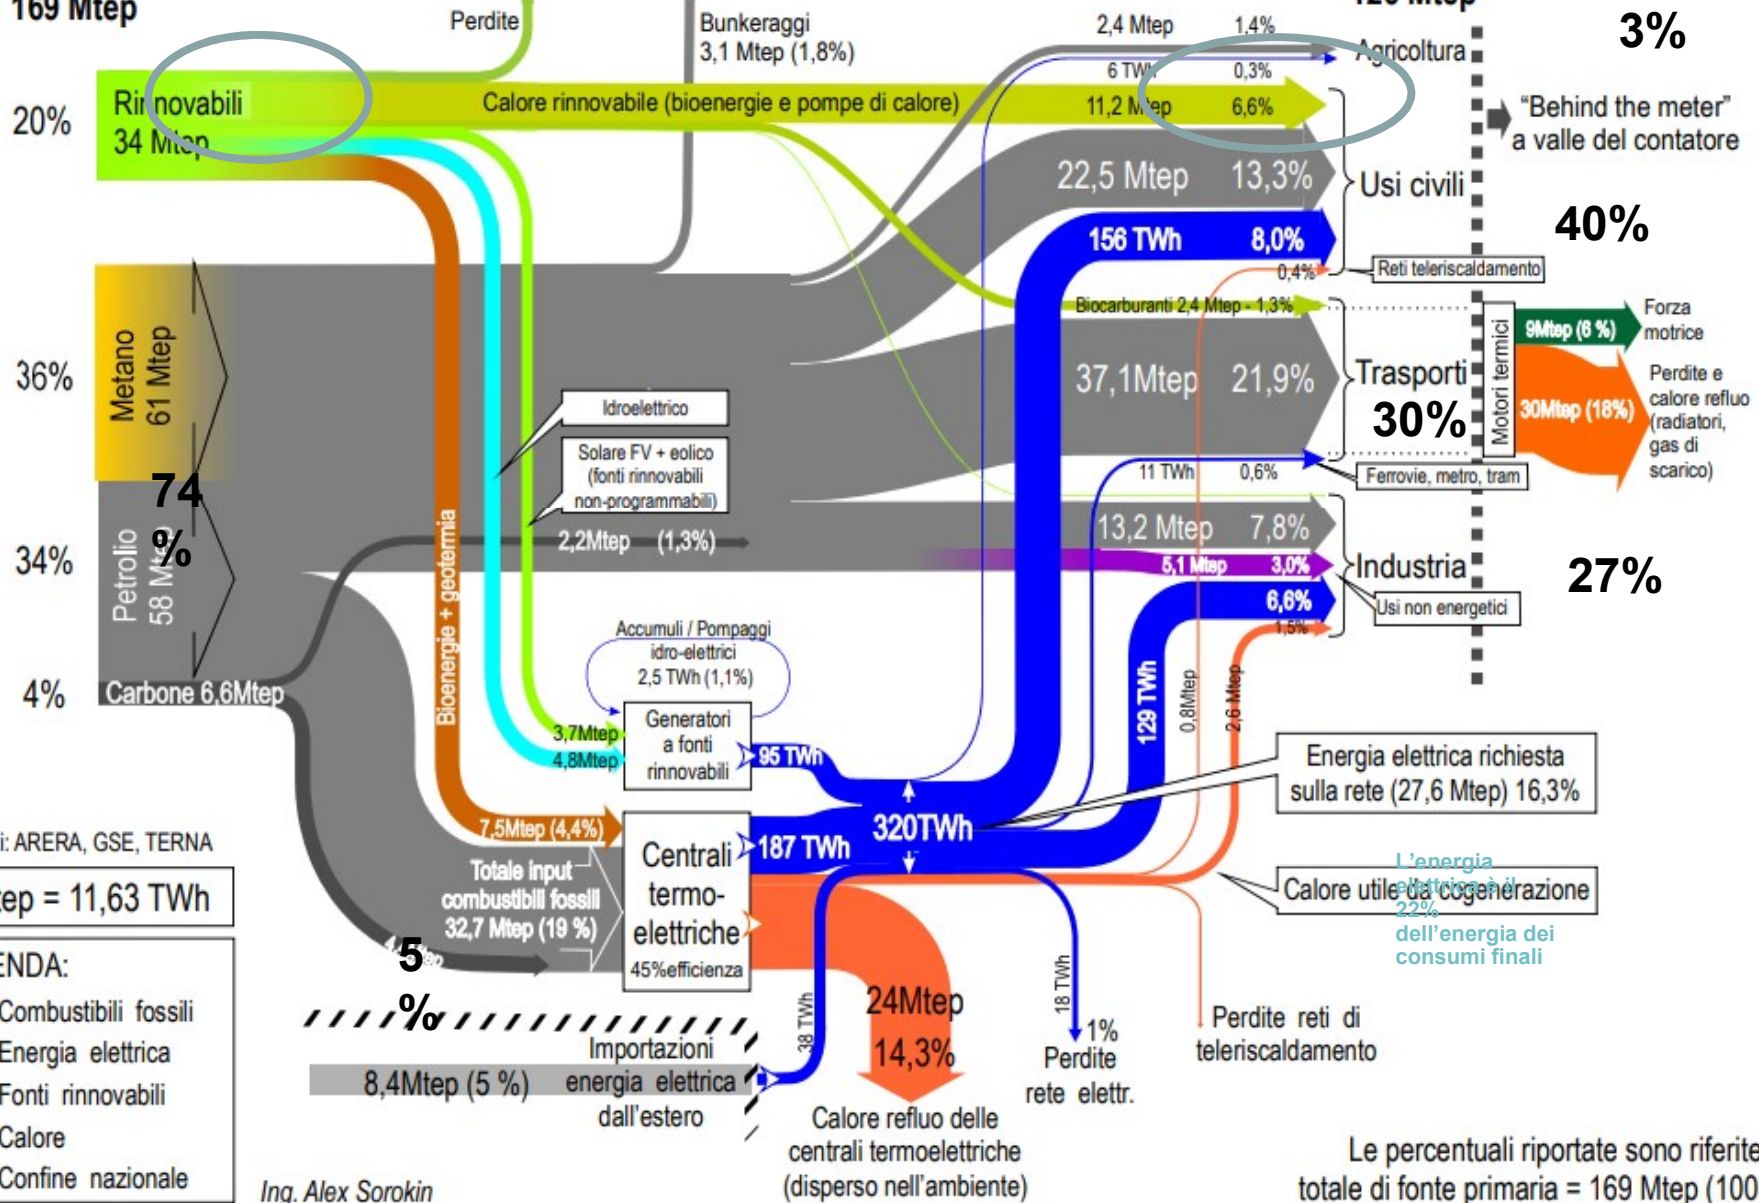 169 Mtep
Perdite
Bunkeraggi
3,1 Mtep (1,8%)
2,4 Mtep 1,4%
Agricoltura
6 TWh 0,3%
3%
20%
Rinnovabili
34 Mtep
Calore rinnovabile (bioenergie e pompe di calore)
11,2 Mtep 6,6%
"Behind the meter"
a valle del contatore
22,5 Mtep 13,3%
Usi civili
40%
156 TWh 8,0%
0,4%
Reti teleriscaldamento
Biocarburanti 2,4 Mtep - 1,3%
36%
Metano
61 Mtep
37,1Mtep 21,9%
Trasporti
30%
Motori termici
9Mtep (6 %)
Forza
motrice
30Mtep (18%)
Perdite e
calore refluo
(radiatori,
gas di
scarico)
Idroelettrico
Solare FV + eolico
(fonti rinnovabili
non-programmabili)
11 TWh 0,6%
Ferrovie, metro, tram
74
%
34%
Petrolio
58 Mtep
Bioenergie + geotermia
2,2Mtep (1,3%)
13,2 Mtep 7,8%
5,1 Mtep 3,0%
Industria
27%
6,6%
Usi non energetici
1,5%
4%
Carbone 6,6Mtep
Accumuli / Pompaggi
idro-elettrici
2,5 TWh (1,1%)
3,7Mtep
4,8Mtep
Generatori
a fonti
rinnovabili
95 TWh
129 TWh
0,8Mtep
2,6 Mtep
Energia elettrica richiesta
sulla rete (27,6 Mtep) 16,3%
7,5Mtep (4,4%)
Totale input
combustibili fossili
32,7 Mtep (19 %)
Centrali
termo-
elettriche
45%efficienza
187 TWh
320TWh
Calore utile da cogenerazione
L'energia
elettrica è il
22%
dell'energia dei
consumi finali
i: ARERA, GSE, TERNA
tep = 11,63 TWh
5
%
ENDA:
Combustibili fossili
Energia elettrica
Fonti rinnovabili
Calore
Confine nazionale
8,4Mtep (5 %)
Importazioni
energia elettrica
dall'estero
38 TWh
24Mtep
14,3%
Calore refluo delle
centrali termoelettriche
(disperso nell'ambiente)
18 TWh
1%
Perdite
rete elettr.
Perdite reti di
teleriscaldamento
Ing. Alex Sorokin
Le percentuali riportate sono riferite
totale di fonte primaria = 169 Mtep (100